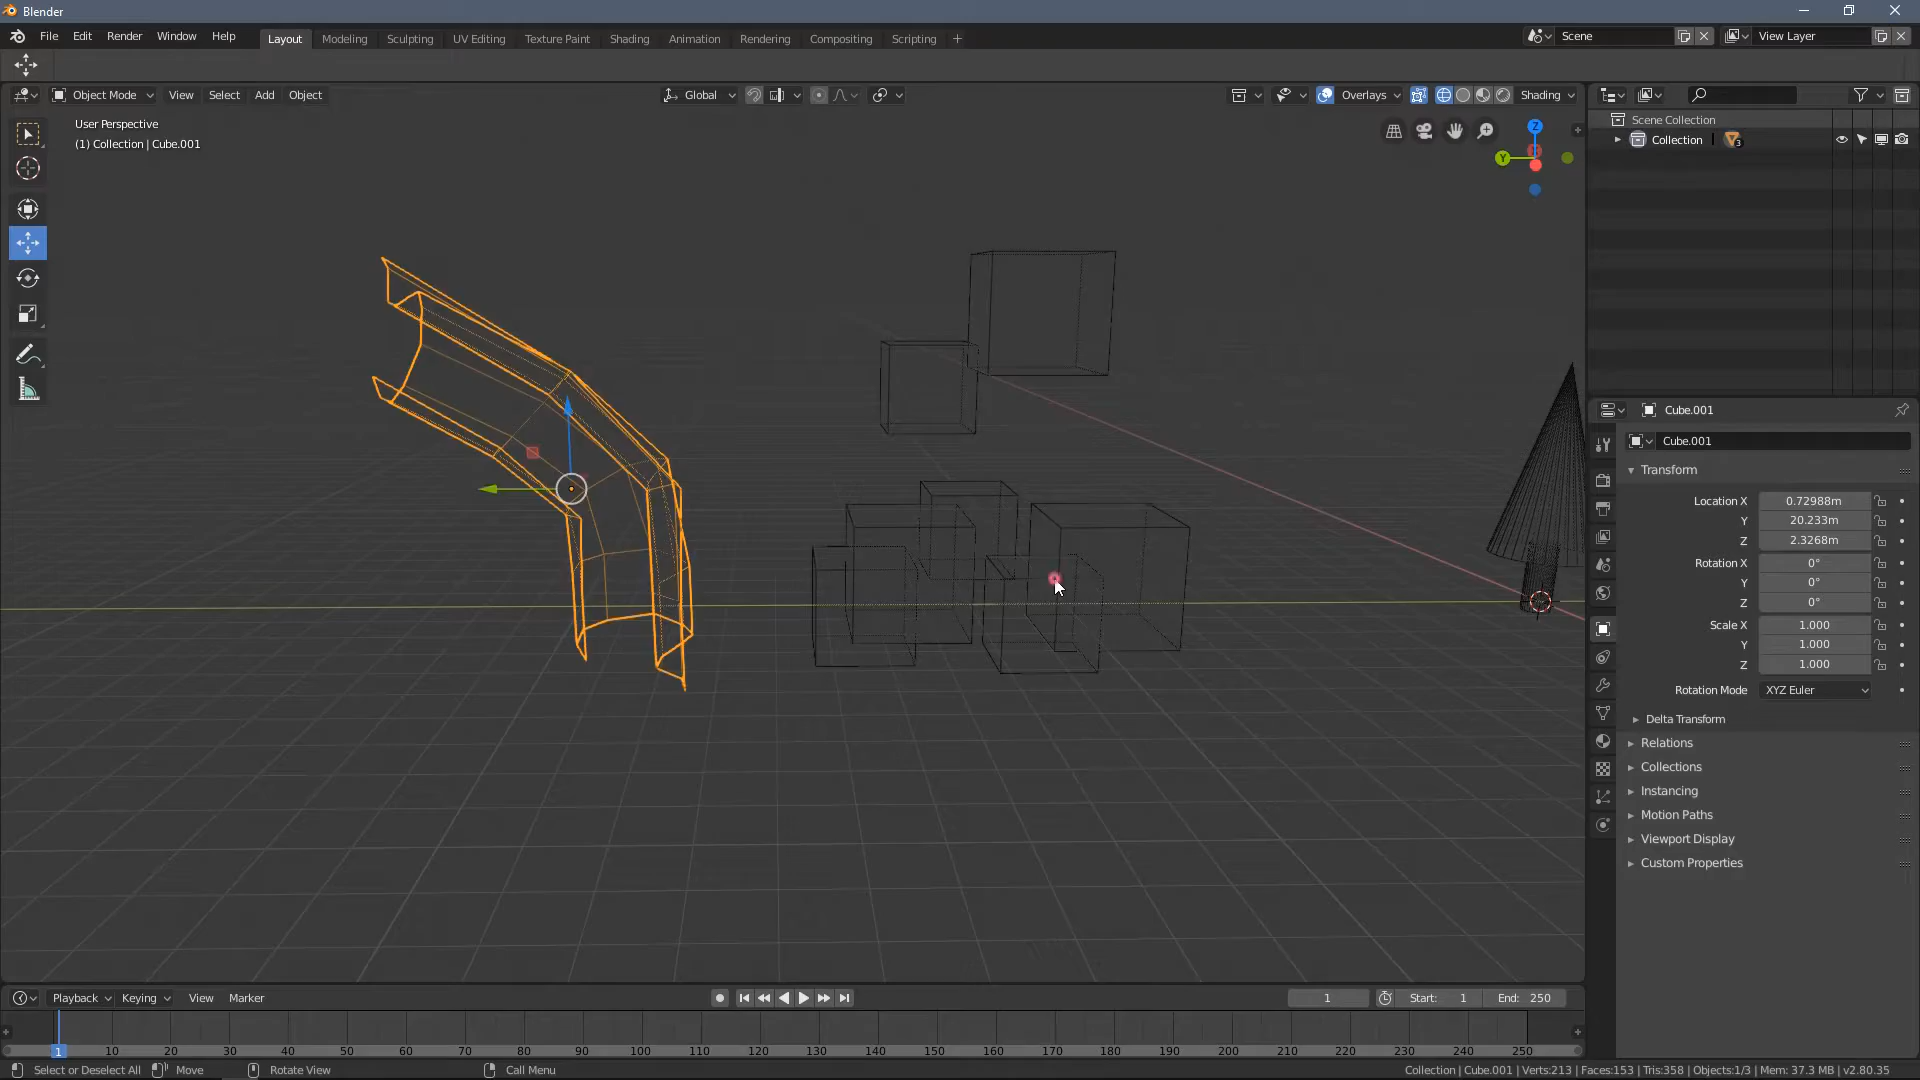 Blender
File Edit Render Window Help Layout Modeling Sculpting UV Editing Texture Paint Shading Animation Rendering Compositing Scripting + Scene View Layer
Object Mode View Select Add Object Global Overlays Shading
User Perspective
(1) Collection | Cube.001
Z
Y
Scene Collection
Collection 3
Cube.001
Cube.001
Transform
Location X 0.72988m
Y 20.233m
Z 2.3268m
Rotation X 0°
Y 0°
Z 0°
Scale X 1.000
Y 1.000
Z 1.000
Rotation Mode XYZ Euler
Delta Transform
Relations
Collections
Instancing
Motion Paths
Viewport Display
Custom Properties
Playback Keying View Marker 1 Start: 1 End: 250
1 10 20 30 40 50 60 70 80 90 100 110 120 130 140 150 160 170 180 190 200 210 220 230 240 250
Select or Deselect All Move Rotate View Call Menu Collection | Cube.001 | Verts:213 | Faces:153 | Tris:358 | Objects:1/3 | Mem: 37.3 MB | v2.80.35